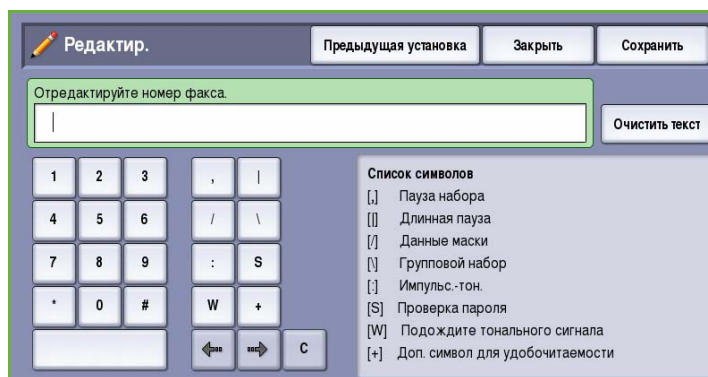 Редактир.
Предыдущая установка
Закрыть
Сохранить
Отредактируйте номер факса.
Очистить текст
1 2 3 , |
4 5 6 / \
7 8 9 : S
* 0 # W +
C
Список символов
[,] Пауза набора
[|] Длинная пауза
[/] Данные маски
[\] Групповой набор
[:] Импульс.-тон.
[S] Проверка пароля
[W] Подождите тонального сигнала
[+] Доп. символ для удобочитаемости